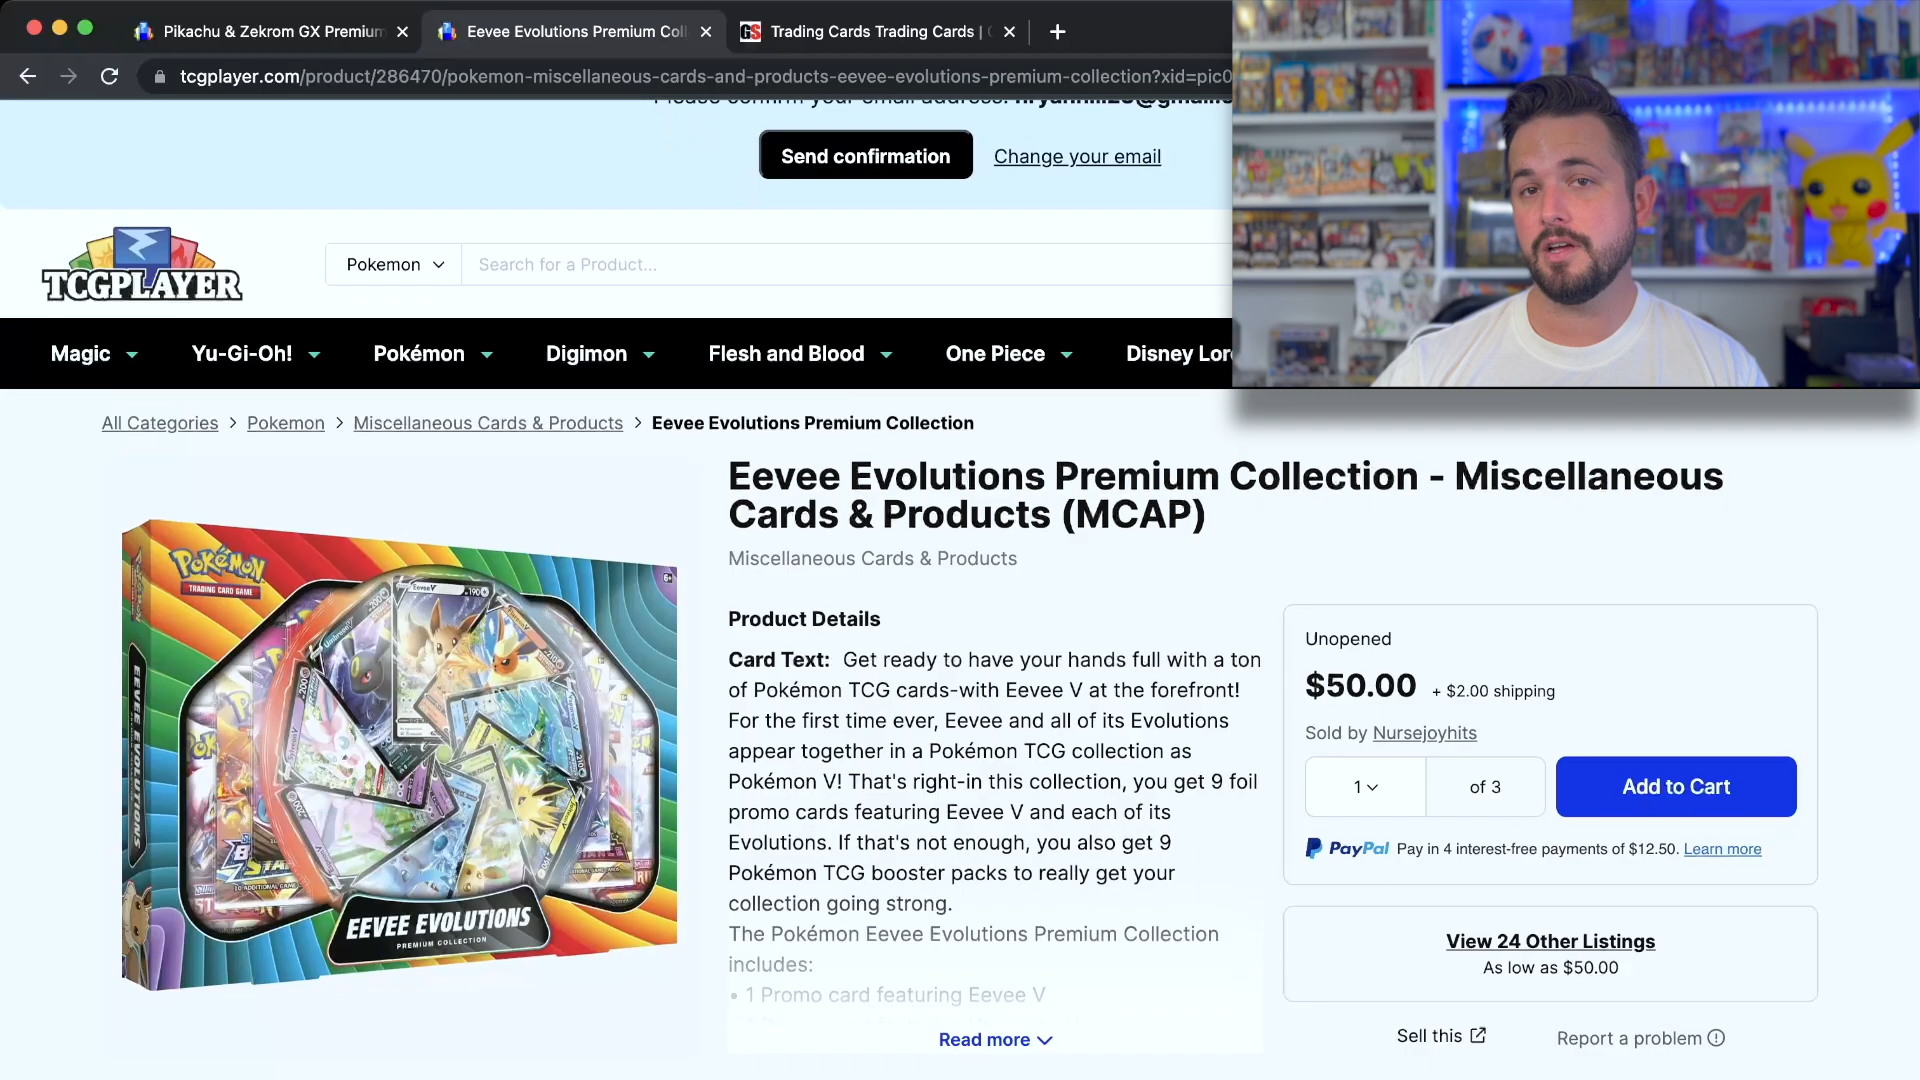 Pikachu & Zekrom GX Premium
Eevee Evolutions Premium Coll
GS
Trading Cards Trading Cards |
tcgplayer.com/product/286470/pokemon-miscellaneous-cards-and-products-eevee-evolutions-premium-collection?xid=pic0
Please confirm your email address:
Send confirmation
Change your email
TCGPLAYER
Pokemon
Search for a Product...
Magic
Yu-Gi-Oh!
Pokémon
Digimon
Flesh and Blood
One Piece
Disney Lor
All Categories > Pokemon > Miscellaneous Cards & Products > Eevee Evolutions Premium Collection
Eevee Evolutions Premium Collection - Miscellaneous
Cards & Products (MCAP)
Miscellaneous Cards & Products
Pokémon
TRADING CARD GAME
6+
EEVEE EVOLUTIONS
Eevee V
190
Umbreon V
200
210
EEVEE EVOLUTIONS
PREMIUM COLLECTION
Product Details
Card Text: Get ready to have your hands full with a ton
of Pokémon TCG cards-with Eevee V at the forefront!
For the first time ever, Eevee and all of its Evolutions
appear together in a Pokémon TCG collection as
Pokémon V! That's right-in this collection, you get 9 foil
promo cards featuring Eevee V and each of its
Evolutions. If that's not enough, you also get 9
Pokémon TCG booster packs to really get your
collection going strong.
The Pokémon Eevee Evolutions Premium Collection
includes:
• 1 Promo card featuring Eevee V
Read more
Unopened
$50.00 + $2.00 shipping
Sold by Nursejoyhits
1 of 3
Add to Cart
PayPal Pay in 4 interest-free payments of $12.50. Learn more
View 24 Other Listings
As low as $50.00
Sell this
Report a problem